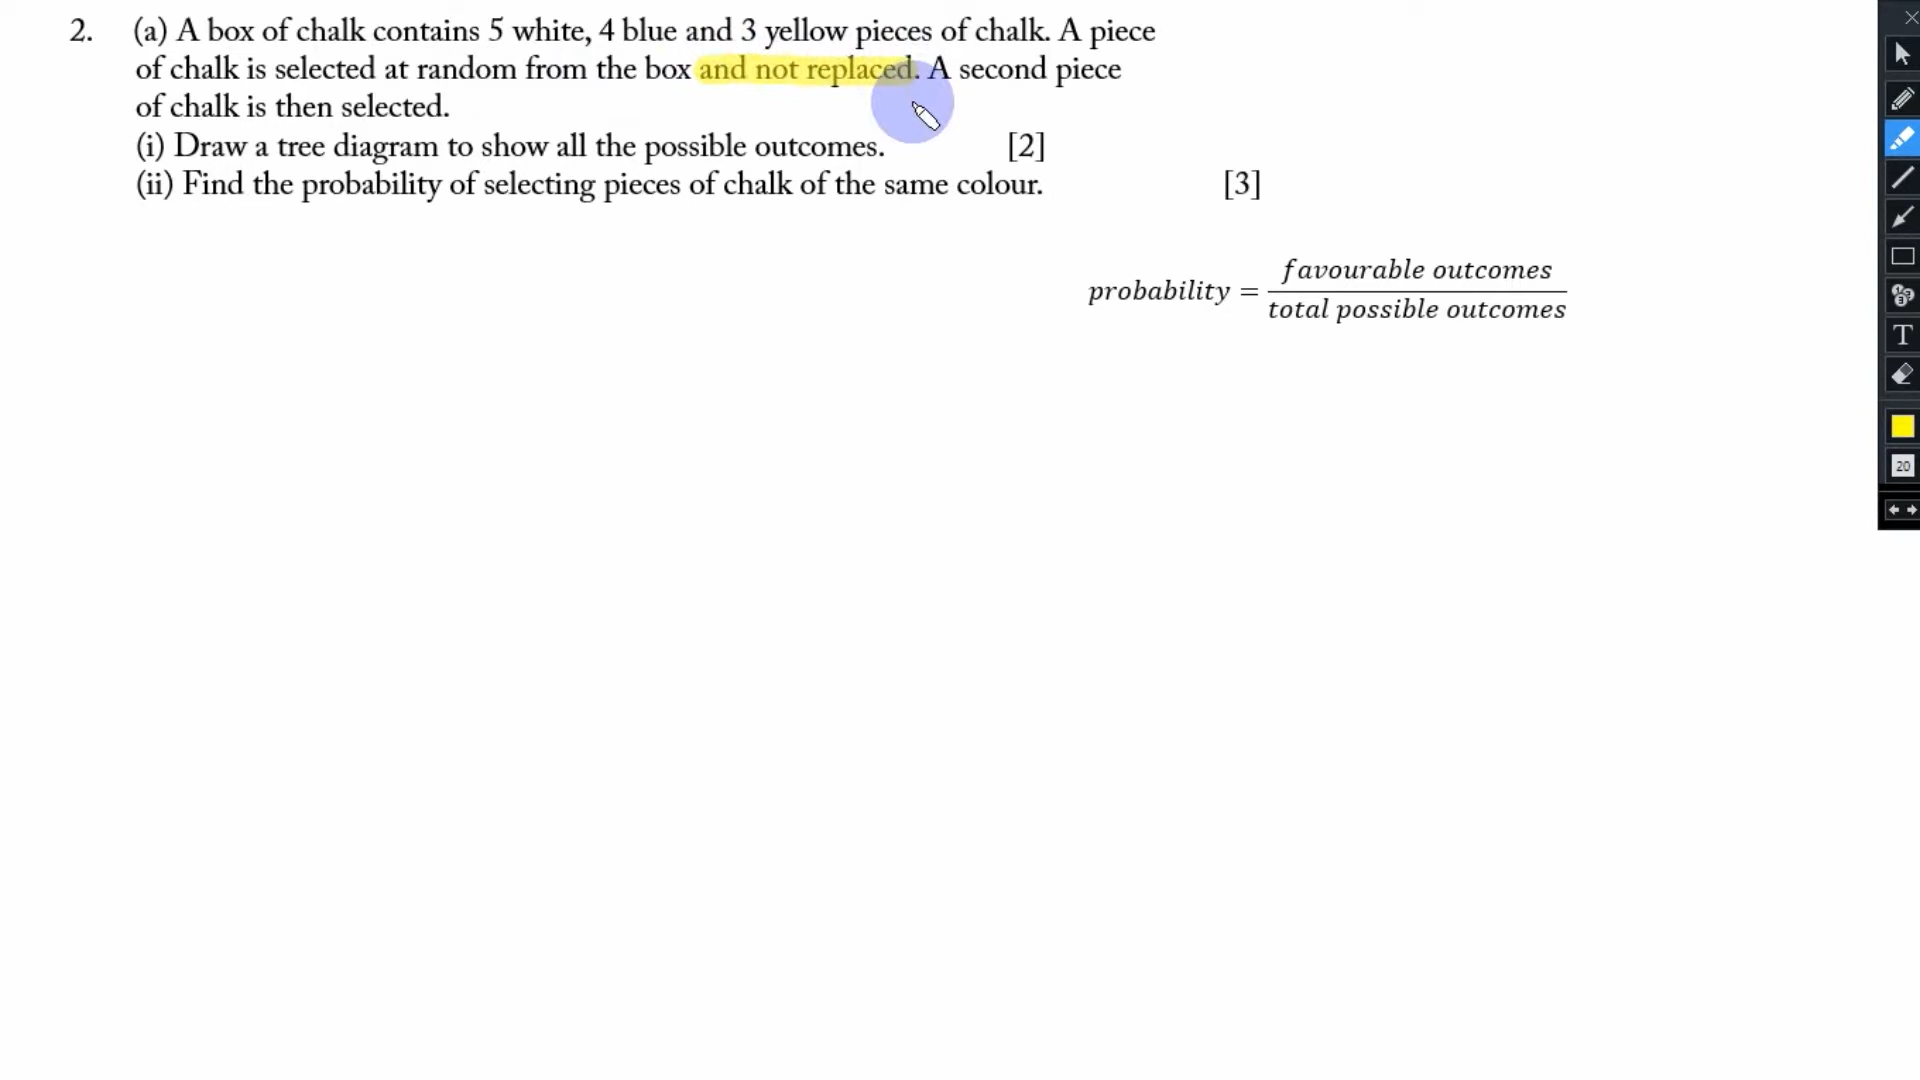 2. (a) A box of chalk contains 5 white, 4 blue and 3 yellow pieces of chalk. A piece
of chalk is selected at random from the box and not replaced. A second piece
of chalk is then selected.
(i) Draw a tree diagram to show all the possible outcomes. [2]
(ii) Find the probability of selecting pieces of chalk of the same colour. [3]
probability = favourable outcomes / total possible outcomes
T
20